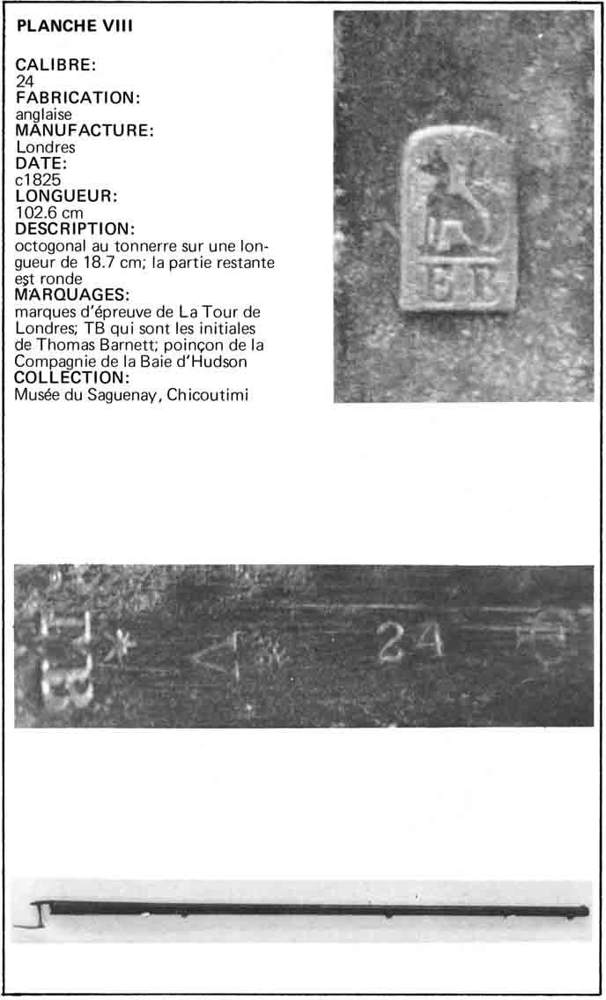 PLANCHE VIII
CALIBRE:
24
FABRICATION:
anglaise
MANUFACTURE:
Londres
DATE:
c1825
LONGUEUR:
102.6 cm
DESCRIPTION:
octogonal au tonnerre sur une lon-
gueur de 18.7 cm; la partie restante
est ronde
MARQUAGES:
marques d'épreuve de La Tour de
Londres; TB qui sont les initiales
de Thomas Barnett; poinçon de la
Compagnie de la Baie d'Hudson
COLLECTION:
Musée du Saguenay, Chicoutimi
E B
TB * * 24